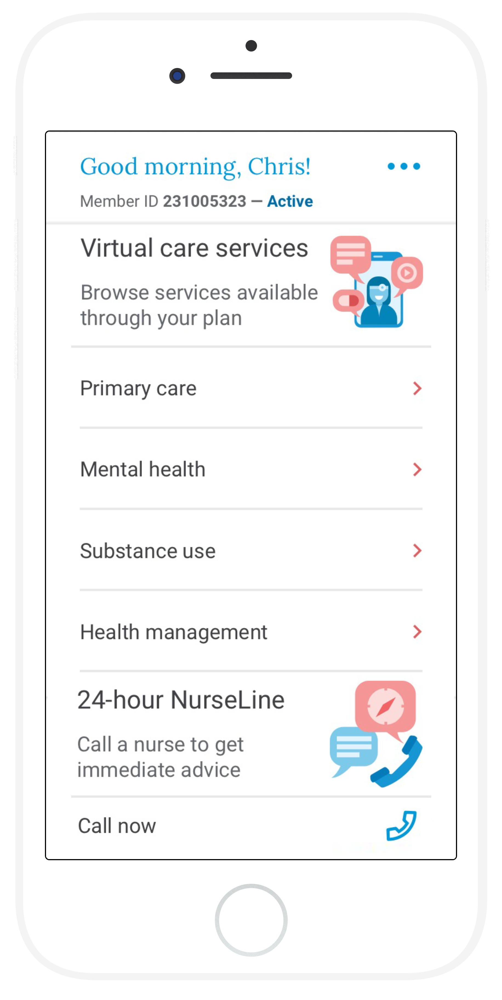 Good morning, Chris!
Member ID 231005323 — Active
Virtual care services
Browse services available
through your plan
Primary care
Mental health
Substance use
Health management
24-hour NurseLine
Call a nurse to get
immediate advice
Call now